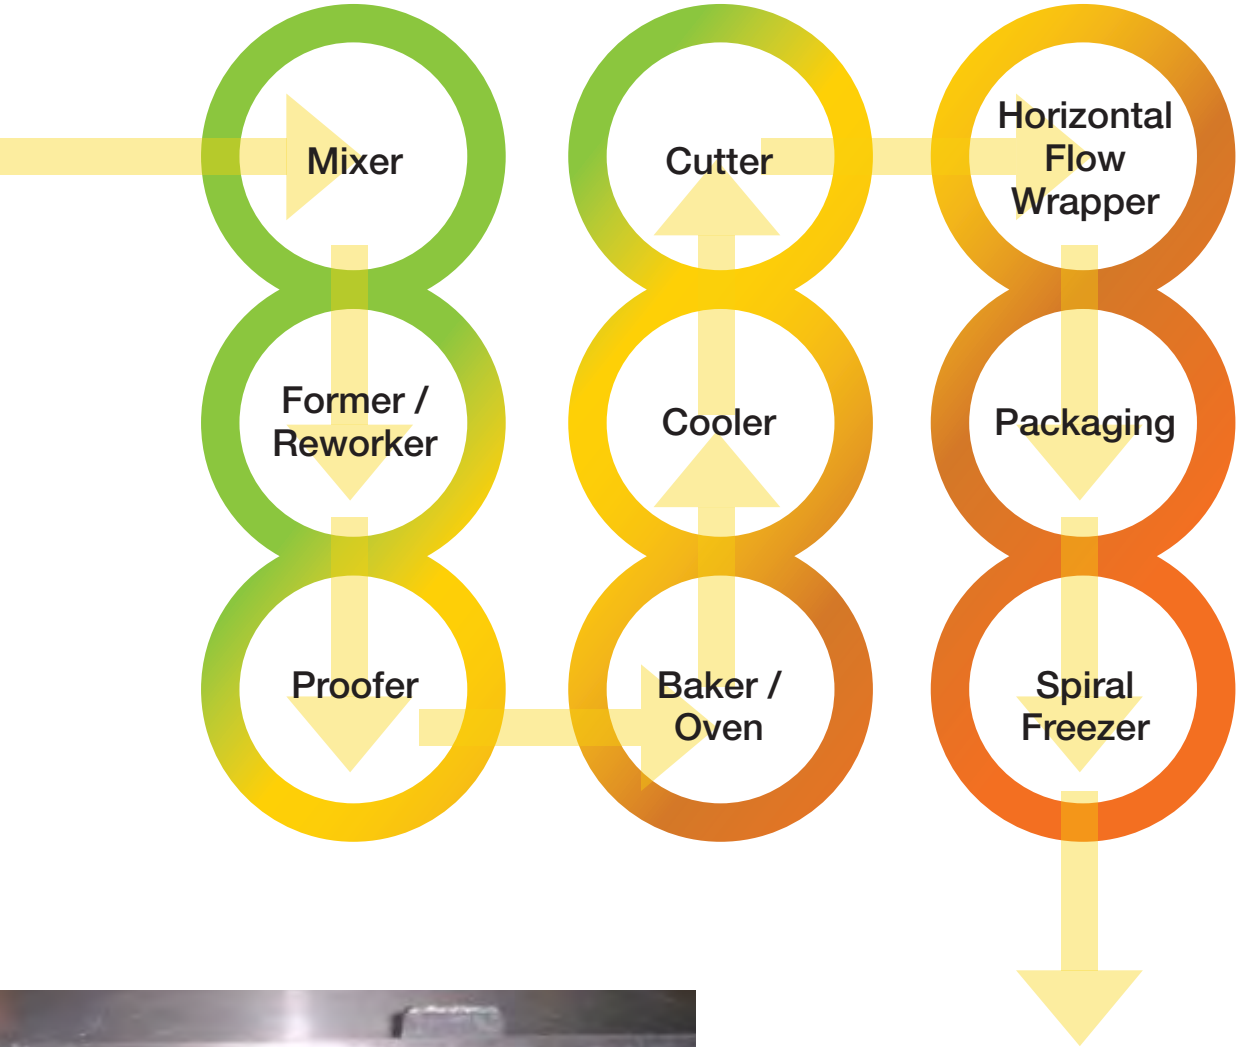 Mixer
Former /
Reworker
Proofer
Baker /
Oven
Cooler
Cutter
Horizontal
Flow
Wrapper
Packaging
Spiral
Freezer